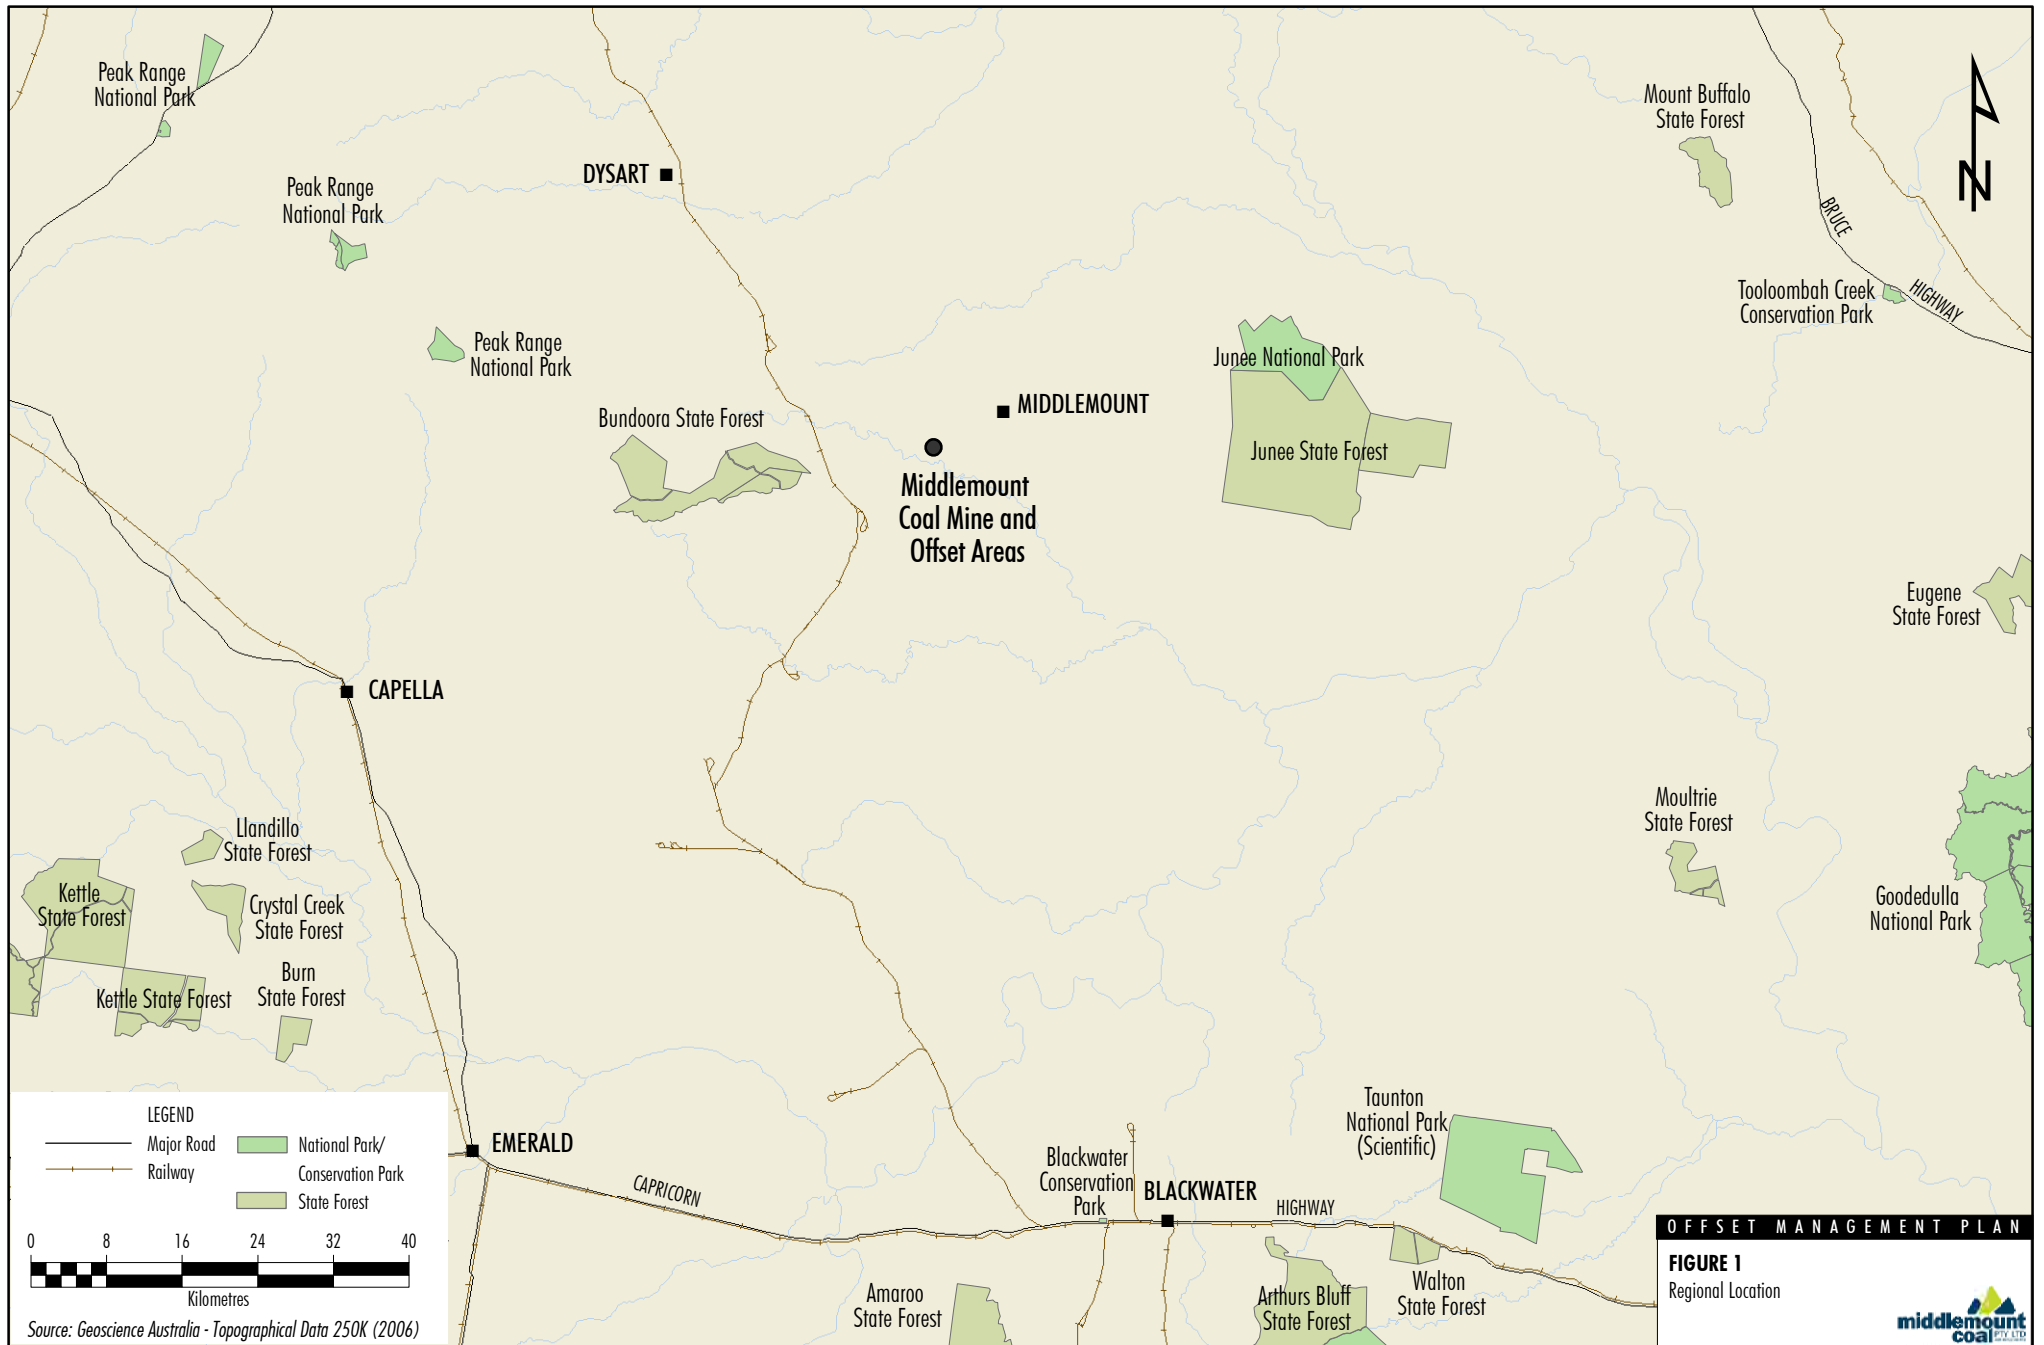 Peak Range
National Park
Mount Buffalo
State Forest
DYSART
Peak Range
National Park
BRUCE
HIGHWAY
N
Tooloombah Creek
Conservation Park
Peak Range
National Park
Junee National Park
Bundoora State Forest
MIDDLEMOUNT
Junee State Forest
Middlemount
Coal Mine and
Offset Areas
Eugene
State Forest
CAPELLA
Llandillo
State Forest
Moultrie
State Forest
Kettle
State Forest
Crystal Creek
State Forest
Goodedulla
National Park
Burn
State Forest
Kettle State Forest
Taunton
National Park
(Scientific)
EMERALD
CAPRICORN
Blackwater
Conservation
Park
BLACKWATER
HIGHWAY
Amaroo
State Forest
Arthurs Bluff
State Forest
Walton
State Forest
LEGEND
Major Road
Railway
National Park/
Conservation Park
State Forest
0 8 16 24 32 40
Kilometres
Source: Geoscience Australia - Topographical Data 250K (2006)
OFFSET MANAGEMENT PLAN
FIGURE 1
Regional Location
middlemount
coal PTY LTD